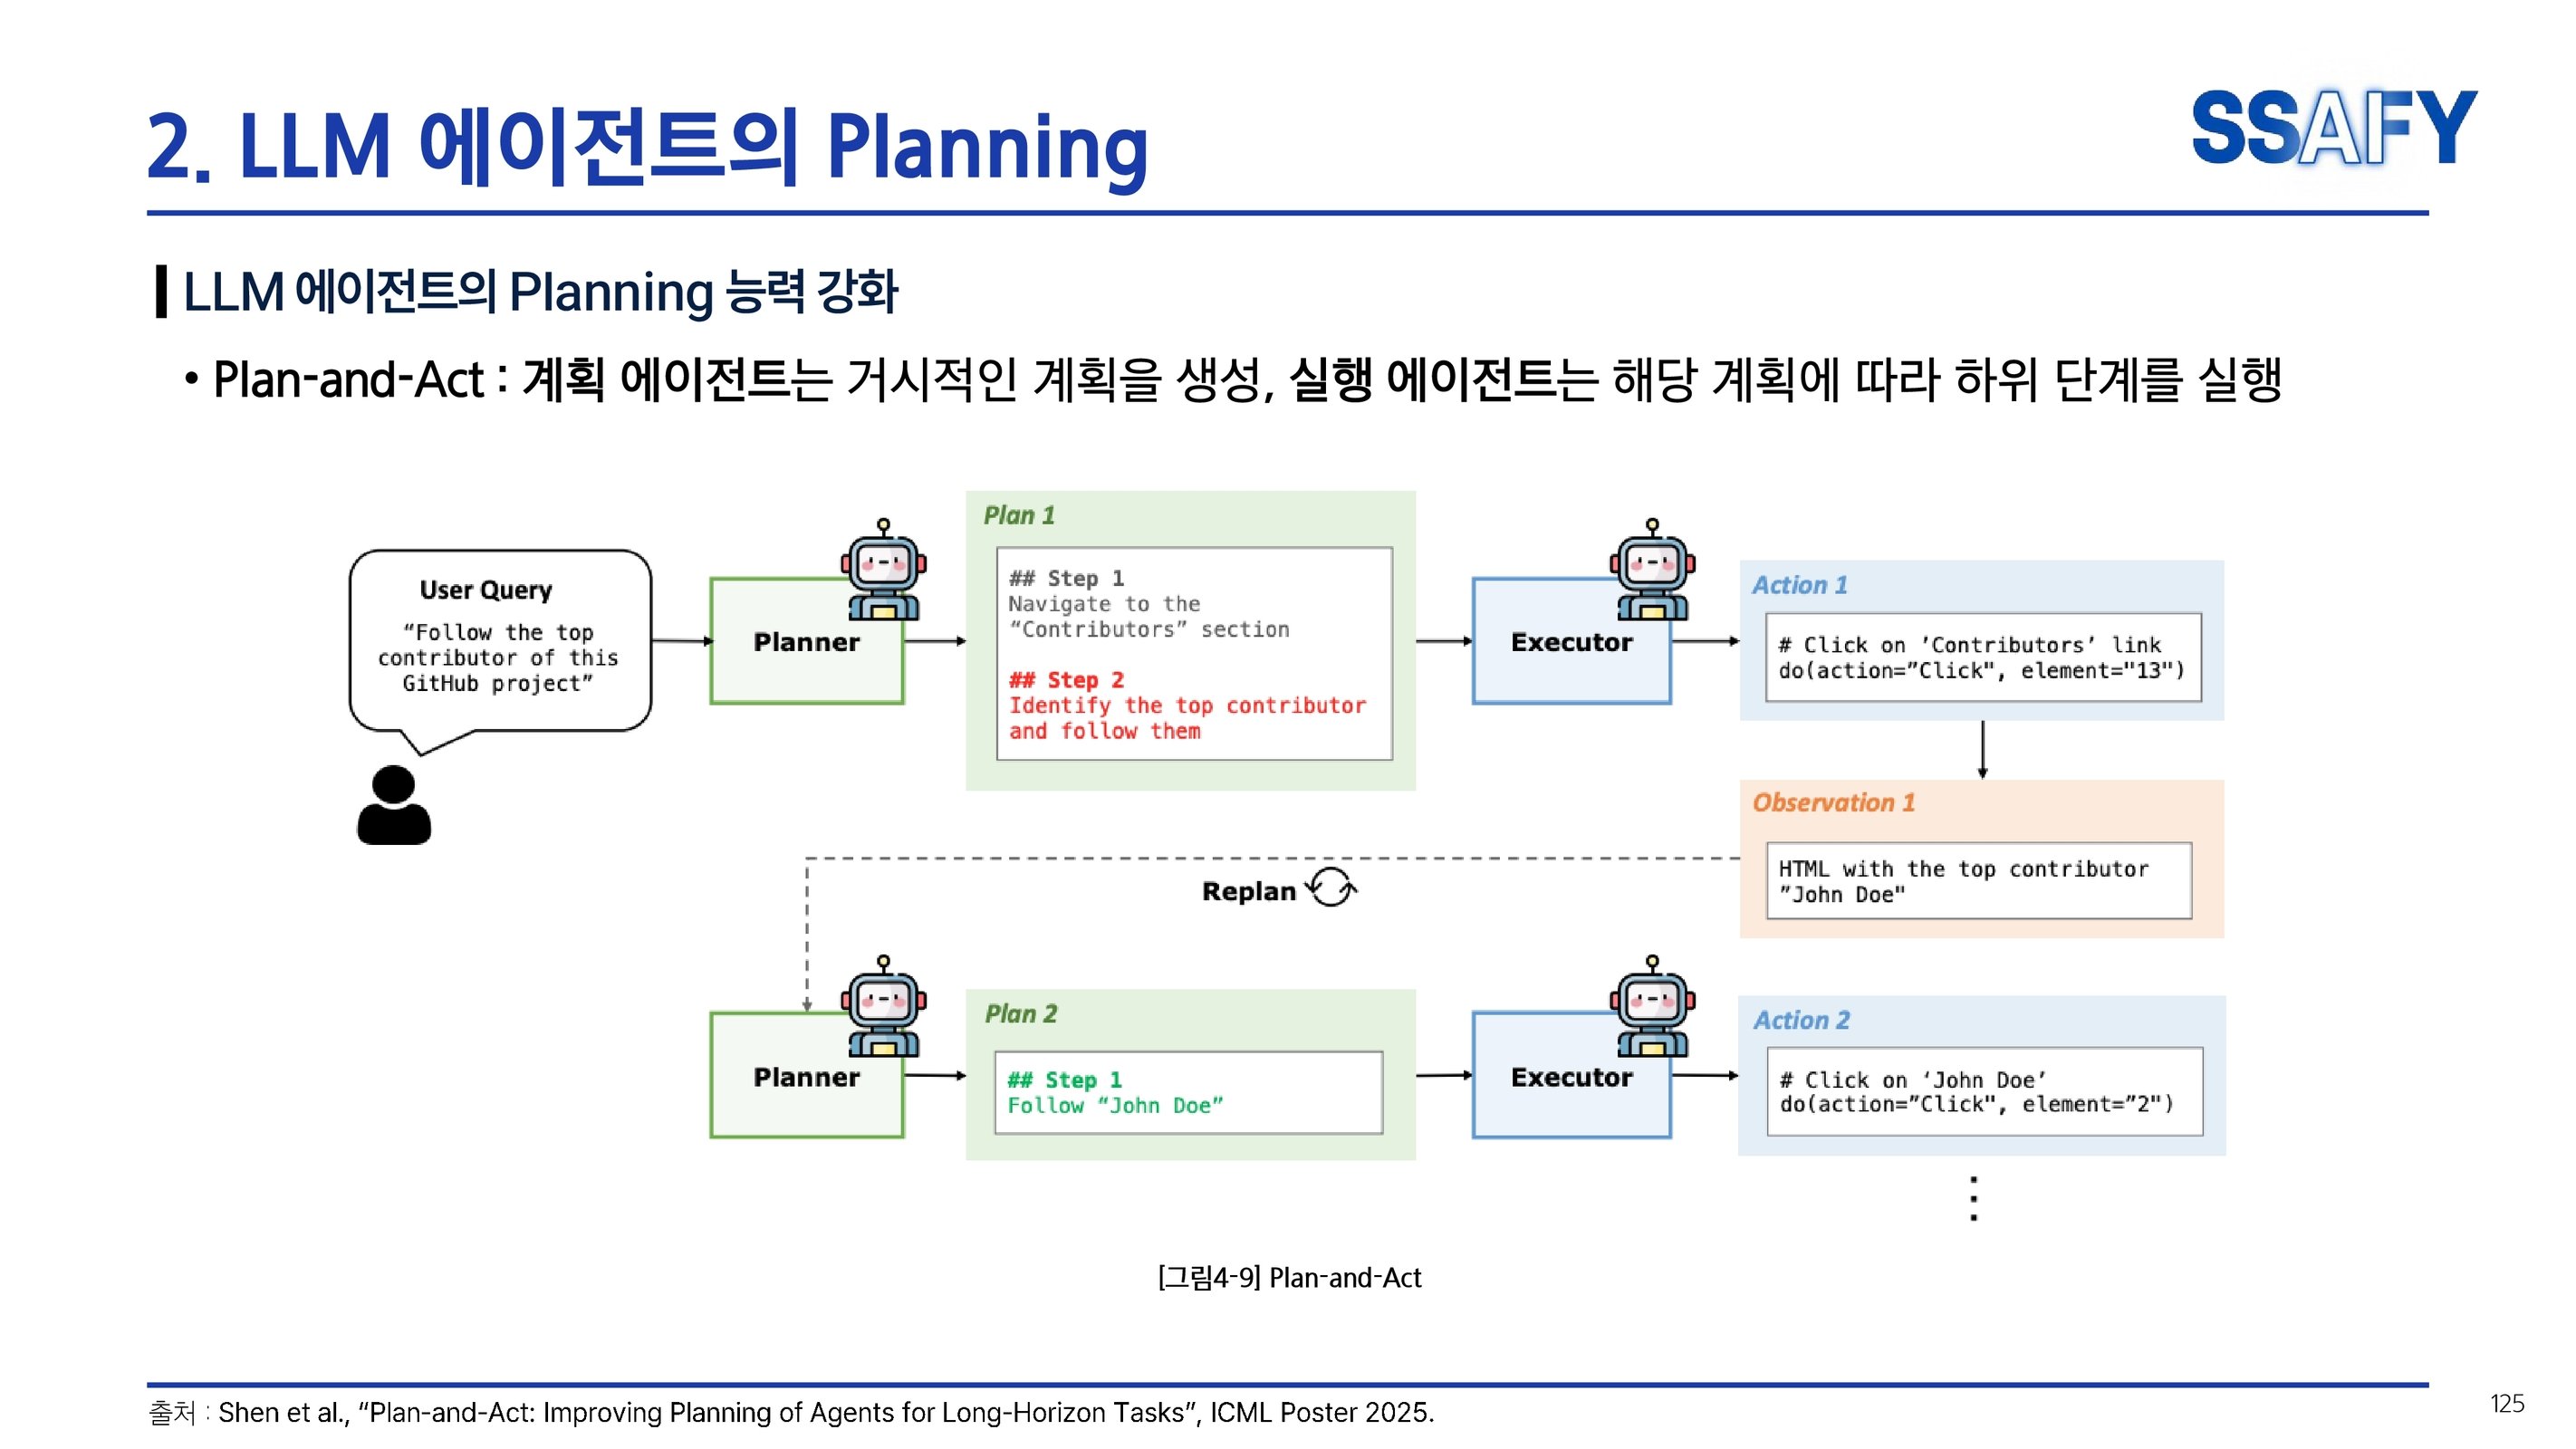 2. LLM 에이전트의 Planning
SSAFY
LLM 에이전트의 Planning 능력 강화
• Plan-and-Act : 계획 에이전트는 거시적인 계획을 생성, 실행 에이전트는 해당 계획에 따라 하위 단계를 실행
User Query
“Follow the top
contributor of this
GitHub project”
Planner
Plan 1
## Step 1
Navigate to the
“Contributors” section
## Step 2
Identify the top contributor
and follow them
Executor
Action 1
# Click on ’Contributors’ link
do(action=”Click", element="13")
Observation 1
HTML with the top contributor
”John Doe"
Replan
Planner
Plan 2
## Step 1
Follow “John Doe”
Executor
Action 2
# Click on ‘John Doe’
do(action=”Click", element=”2")
[그림4-9] Plan-and-Act
출처 : Shen et al., “Plan-and-Act: Improving Planning of Agents for Long-Horizon Tasks”, ICML Poster 2025.
125